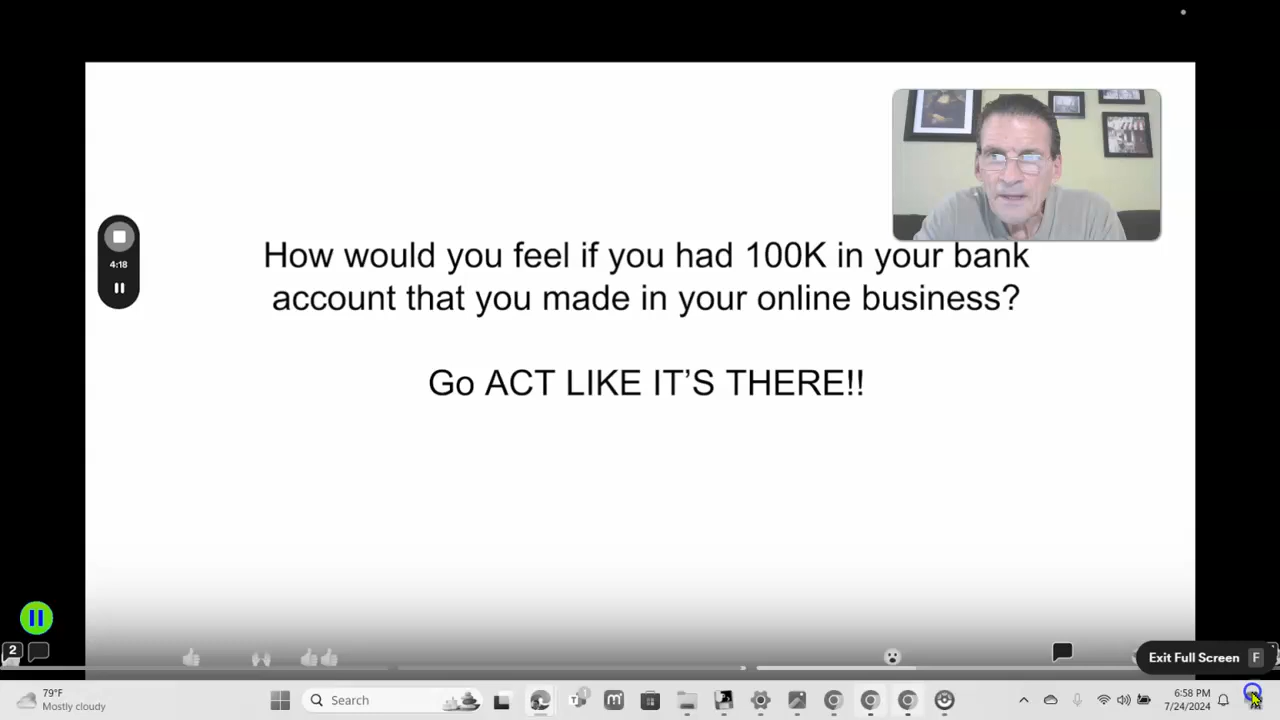 How would you feel if you had 100K in your bank
account that you made in your online business?
Go ACT LIKE IT'S THERE!!
4:18
2
Exit Full Screen F
79°F
Mostly cloudy
Search
1
6:58 PM
7/24/2024